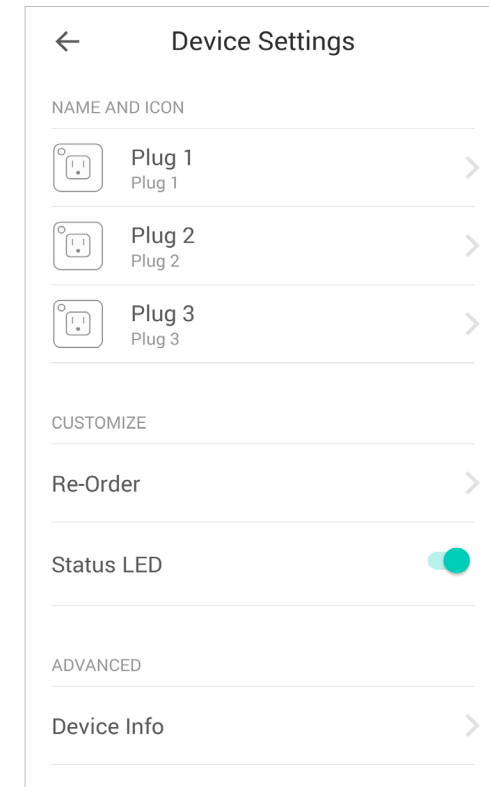 Device Settings
NAME AND ICON
Plug 1
Plug 1
Plug 2
Plug 2
Plug 3
Plug 3
CUSTOMIZE
Re-Order
Status LED
ADVANCED
Device Info